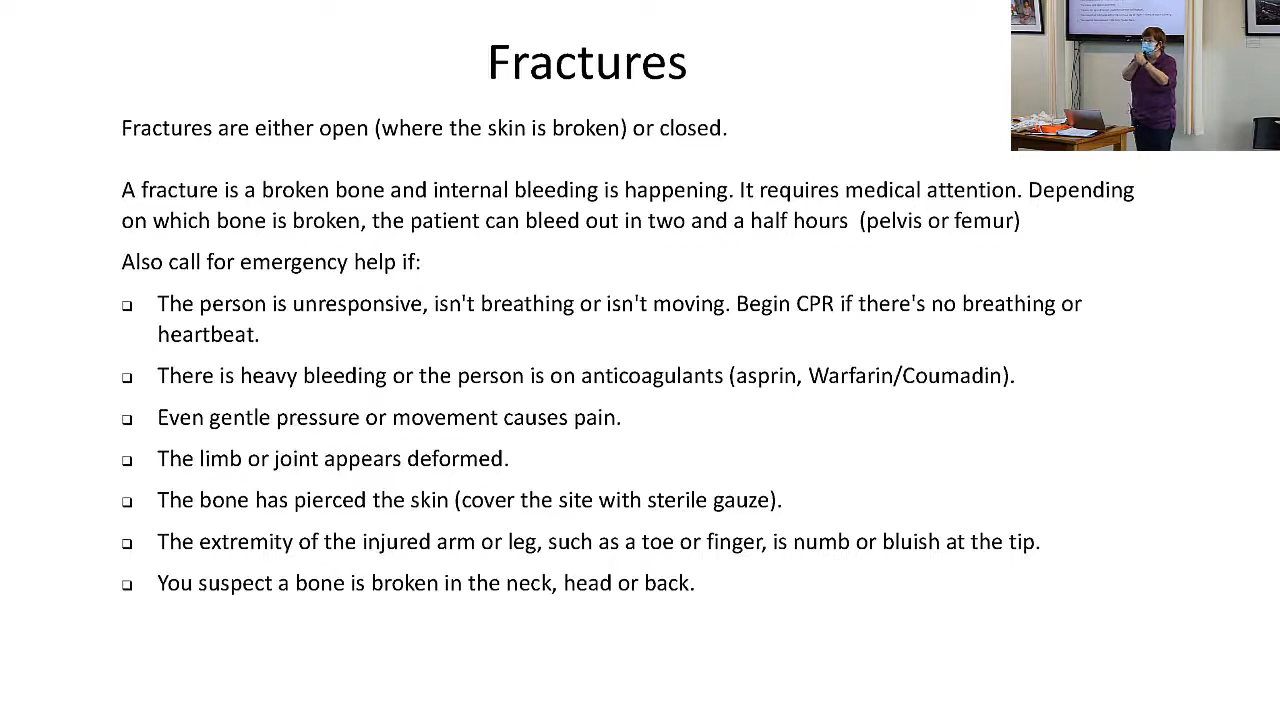 Fractures
Fractures are either open (where the skin is broken) or closed.
A fracture is a broken bone and internal bleeding is happening. It requires medical attention. Depending
on which bone is broken, the patient can bleed out in two and a half hours  (pelvis or femur)
Also call for emergency help if:
❑ The person is unresponsive, isn't breathing or isn't moving. Begin CPR if there's no breathing or
heartbeat.
❑ There is heavy bleeding or the person is on anticoagulants (asprin, Warfarin/Coumadin).
❑ Even gentle pressure or movement causes pain.
❑ The limb or joint appears deformed.
❑ The bone has pierced the skin (cover the site with sterile gauze).
❑ The extremity of the injured arm or leg, such as a toe or finger, is numb or bluish at the tip.
❑ You suspect a bone is broken in the neck, head or back.